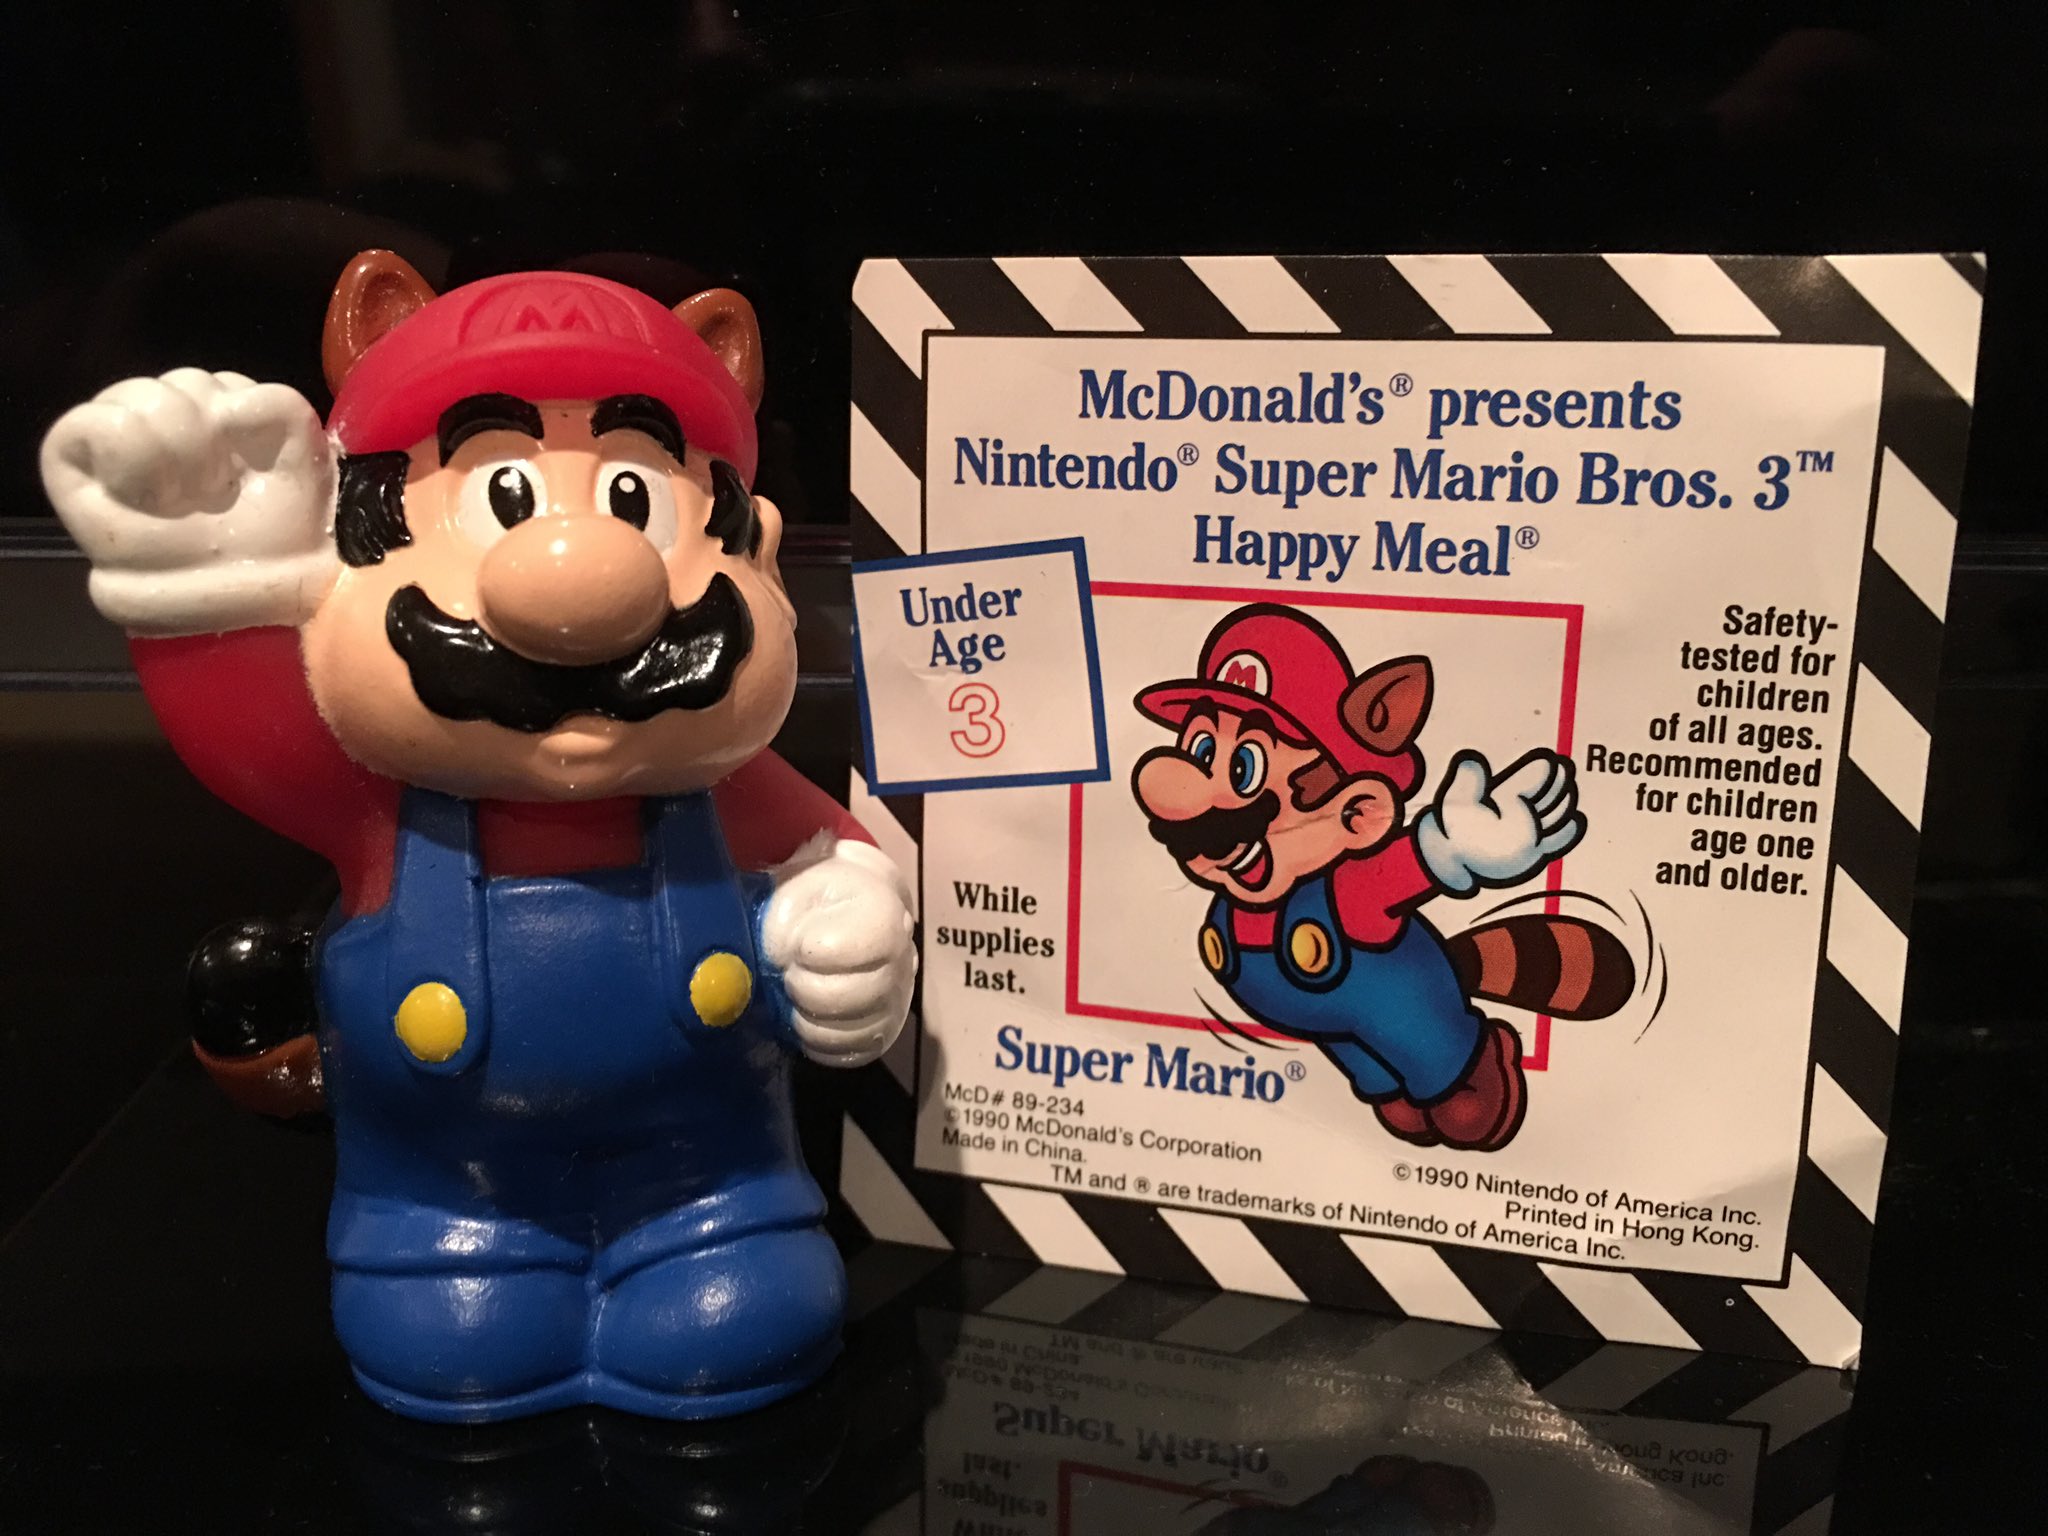 M
McDonald's® presents
Nintendo® Super Mario Bros. 3™
Happy Meal®
Under
Age
3
M
Safety-
tested for
children
of all ages.
Recommended
for children
age one
and older.
While
supplies
last.
Super Mario®
McD# 89-234
©1990 McDonald's Corporation
Made in China.
©1990 Nintendo of America Inc.
Printed in Hong Kong.
TM and ® are trademarks of Nintendo of America Inc.